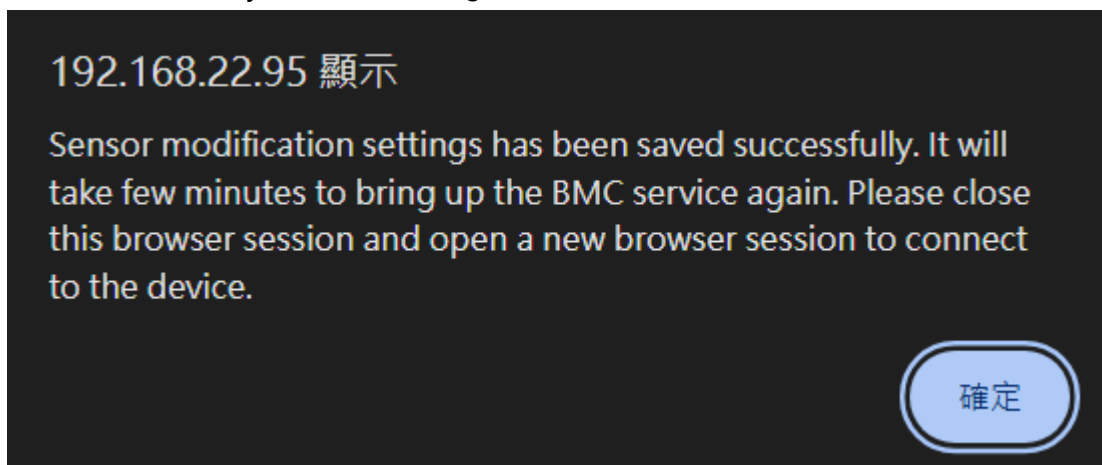 192.168.22.95 顯示
Sensor modification settings has been saved successfully. It will
take few minutes to bring up the BMC service again. Please close
this browser session and open a new browser session to connect
to the device.
確定